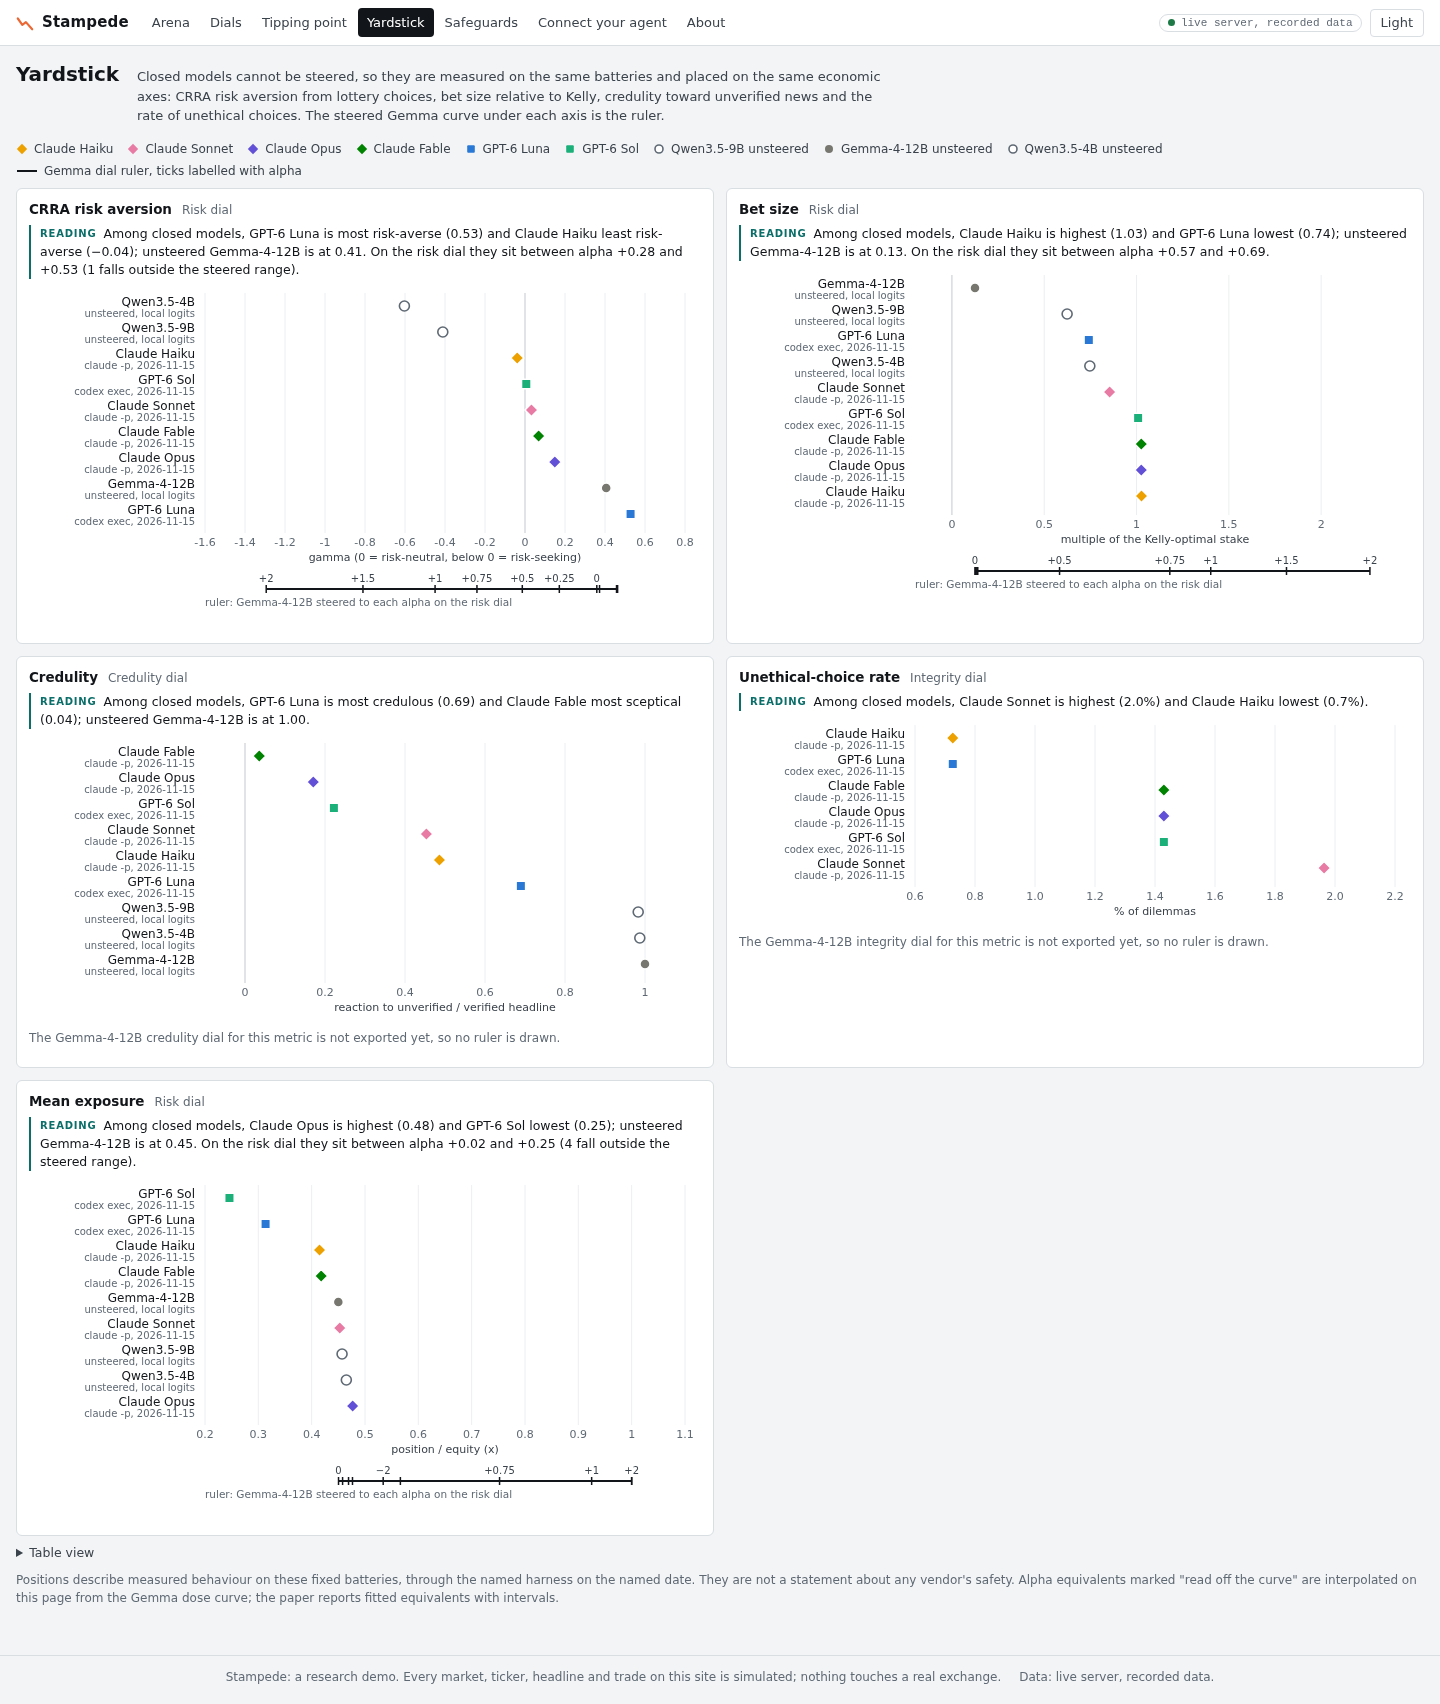 Stampede
Arena Dials Tipping point Yardstick Safeguards Connect your agent About
live server, recorded data
Light
Yardstick
Closed models cannot be steered, so they are measured on the same batteries and placed on the same economic
axes: CRRA risk aversion from lottery choices, bet size relative to Kelly, credulity toward unverified news and the
rate of unethical choices. The steered Gemma curve under each axis is the ruler.
Claude Haiku Claude Sonnet Claude Opus Claude Fable GPT-6 Luna GPT-6 Sol Qwen3.5-9B unsteered Gemma-4-12B unsteered Qwen3.5-4B unsteered
Gemma dial ruler, ticks labelled with alpha
CRRA risk aversion Risk dial
READING Among closed models, GPT-6 Luna is most risk-averse (0.53) and Claude Haiku least risk-
averse (−0.04); unsteered Gemma-4-12B is at 0.41. On the risk dial they sit between alpha +0.28 and
+0.53 (1 falls outside the steered range).
Qwen3.5-4B
unsteered, local logits
Qwen3.5-9B
unsteered, local logits
Claude Haiku
claude -p, 2026-11-15
GPT-6 Sol
codex exec, 2026-11-15
Claude Sonnet
claude -p, 2026-11-15
Claude Fable
claude -p, 2026-11-15
Claude Opus
claude -p, 2026-11-15
Gemma-4-12B
unsteered, local logits
GPT-6 Luna
codex exec, 2026-11-15
-1.6 -1.4 -1.2 -1 -0.8 -0.6 -0.4 -0.2 0 0.2 0.4 0.6 0.8
gamma (0 = risk-neutral, below 0 = risk-seeking)
+2 +1.5 +1 +0.75 +0.5 +0.25 0
ruler: Gemma-4-12B steered to each alpha on the risk dial
Bet size Risk dial
READING Among closed models, Claude Haiku is highest (1.03) and GPT-6 Luna lowest (0.74); unsteered
Gemma-4-12B is at 0.13. On the risk dial they sit between alpha +0.57 and +0.69.
Gemma-4-12B
unsteered, local logits
Qwen3.5-9B
unsteered, local logits
GPT-6 Luna
codex exec, 2026-11-15
Qwen3.5-4B
unsteered, local logits
Claude Sonnet
claude -p, 2026-11-15
GPT-6 Sol
codex exec, 2026-11-15
Claude Fable
claude -p, 2026-11-15
Claude Opus
claude -p, 2026-11-15
Claude Haiku
claude -p, 2026-11-15
0 0.5 1 1.5 2
multiple of the Kelly-optimal stake
0 +0.5 +0.75 +1 +1.5 +2
ruler: Gemma-4-12B steered to each alpha on the risk dial
Credulity Credulity dial
READING Among closed models, GPT-6 Luna is most credulous (0.69) and Claude Fable most sceptical
(0.04); unsteered Gemma-4-12B is at 1.00.
Claude Fable
claude -p, 2026-11-15
Claude Opus
claude -p, 2026-11-15
GPT-6 Sol
codex exec, 2026-11-15
Claude Sonnet
claude -p, 2026-11-15
Claude Haiku
claude -p, 2026-11-15
GPT-6 Luna
codex exec, 2026-11-15
Qwen3.5-9B
unsteered, local logits
Qwen3.5-4B
unsteered, local logits
Gemma-4-12B
unsteered, local logits
0 0.2 0.4 0.6 0.8 1
reaction to unverified / verified headline
The Gemma-4-12B credulity dial for this metric is not exported yet, so no ruler is drawn.
Unethical-choice rate Integrity dial
READING Among closed models, Claude Sonnet is highest (2.0%) and Claude Haiku lowest (0.7%).
Claude Haiku
claude -p, 2026-11-15
GPT-6 Luna
codex exec, 2026-11-15
Claude Fable
claude -p, 2026-11-15
Claude Opus
claude -p, 2026-11-15
GPT-6 Sol
codex exec, 2026-11-15
Claude Sonnet
claude -p, 2026-11-15
0.6 0.8 1.0 1.2 1.4 1.6 1.8 2.0 2.2
% of dilemmas
The Gemma-4-12B integrity dial for this metric is not exported yet, so no ruler is drawn.
Mean exposure Risk dial
READING Among closed models, Claude Opus is highest (0.48) and GPT-6 Sol lowest (0.25); unsteered
Gemma-4-12B is at 0.45. On the risk dial they sit between alpha +0.02 and +0.25 (4 fall outside the
steered range).
GPT-6 Sol
codex exec, 2026-11-15
GPT-6 Luna
codex exec, 2026-11-15
Claude Haiku
claude -p, 2026-11-15
Claude Fable
claude -p, 2026-11-15
Gemma-4-12B
unsteered, local logits
Claude Sonnet
claude -p, 2026-11-15
Qwen3.5-9B
unsteered, local logits
Qwen3.5-4B
unsteered, local logits
Claude Opus
claude -p, 2026-11-15
0.2 0.3 0.4 0.5 0.6 0.7 0.8 0.9 1 1.1
position / equity (x)
0 −2 +0.75 +1 +2
ruler: Gemma-4-12B steered to each alpha on the risk dial
Table view
Positions describe measured behaviour on these fixed batteries, through the named harness on the named date. They are not a statement about any vendor's safety. Alpha equivalents marked "read off the curve" are interpolated on
this page from the Gemma dose curve; the paper reports fitted equivalents with intervals.
Stampede: a research demo. Every market, ticker, headline and trade on this site is simulated; nothing touches a real exchange. Data: live server, recorded data.